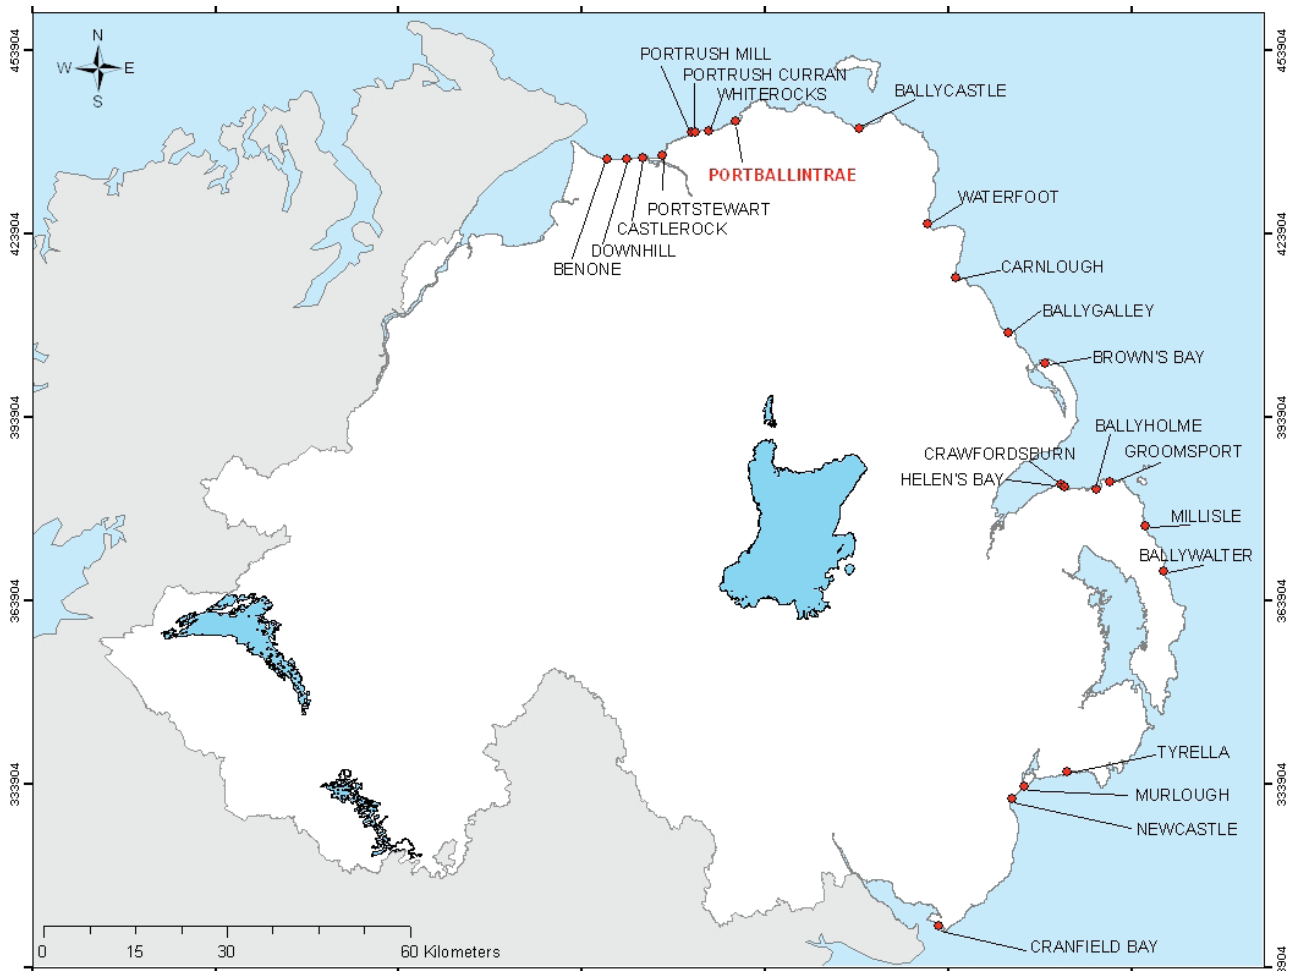 N
W E
S
453904
453904
423904
423904
393904
393904
363904
363904
333904
333904
3904
PORTRUSH MILL
PORTRUSH CURRAN
WHITEROCKS
BALLYCASTLE
PORTBALLINTRAE
WATERFOOT
PORTSTEWART
CASTLEROCK
DOWNHILL
BENONE
CARNLOUGH
BALLYGALLEY
BROWN'S BAY
BALLYHOLME
CRAWFORDSBURN
GROOMSPORT
HELEN'S BAY
MILLISLE
BALLYWALTER
TYRELLA
MURLOUGH
NEWCASTLE
CRANFIELD BAY
0 15 30 60 Kilometers